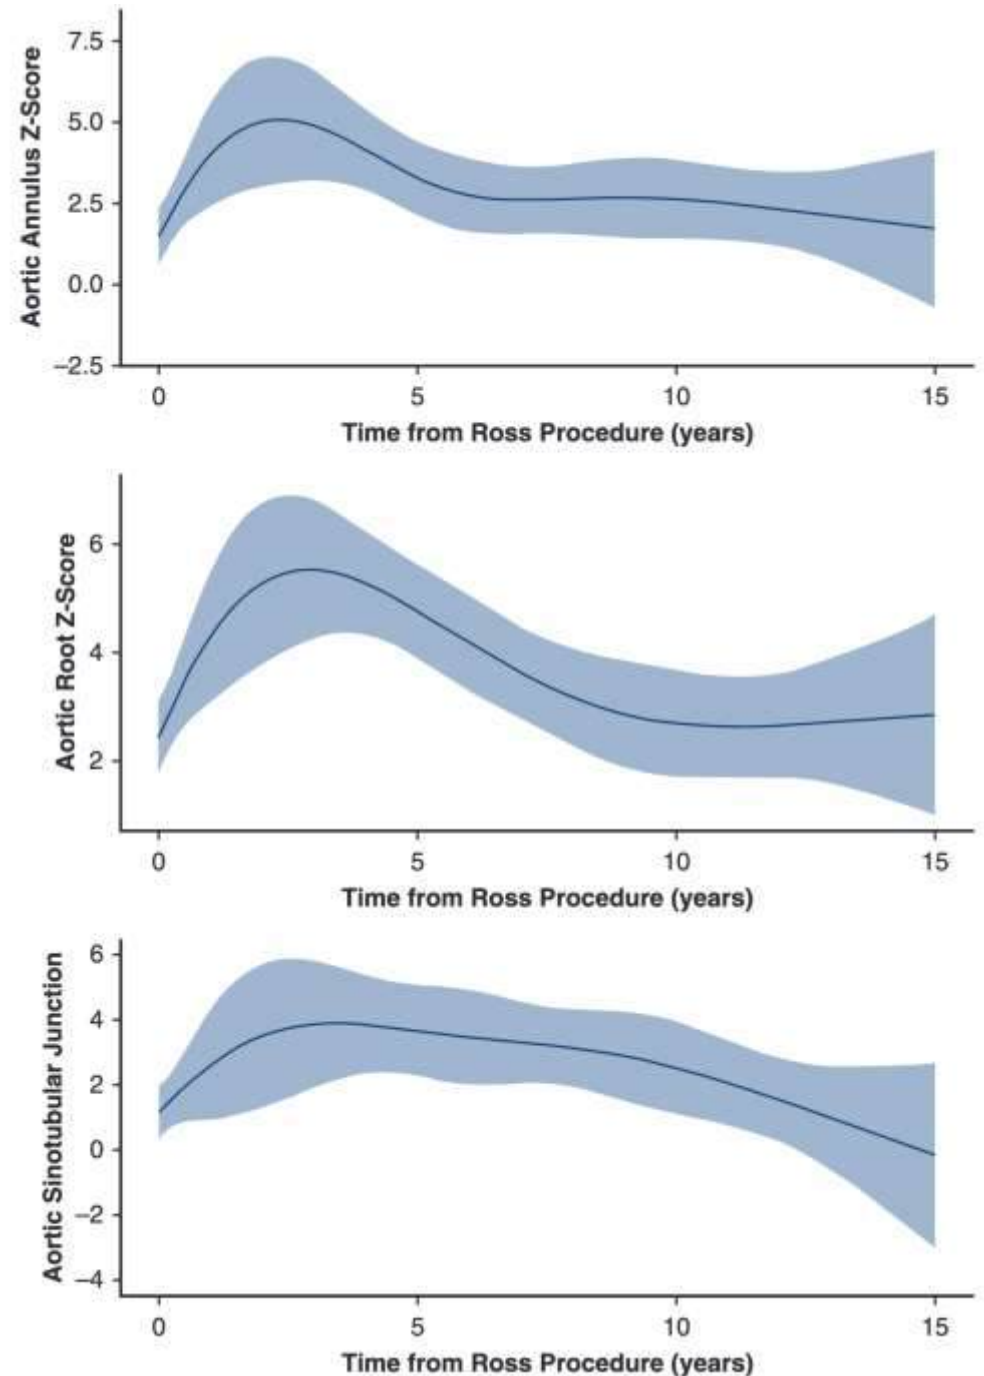 Aortic Annulus Z-Score
7.5
5.0
2.5
0.0
−2.5
0 5 10 15
Time from Ross Procedure (years)
Aortic Root Z-Score
6
4
2
0 5 10 15
Time from Ross Procedure (years)
Aortic Sinotubular Junction
6
4
2
0
−2
−4
0 5 10 15
Time from Ross Procedure (years)